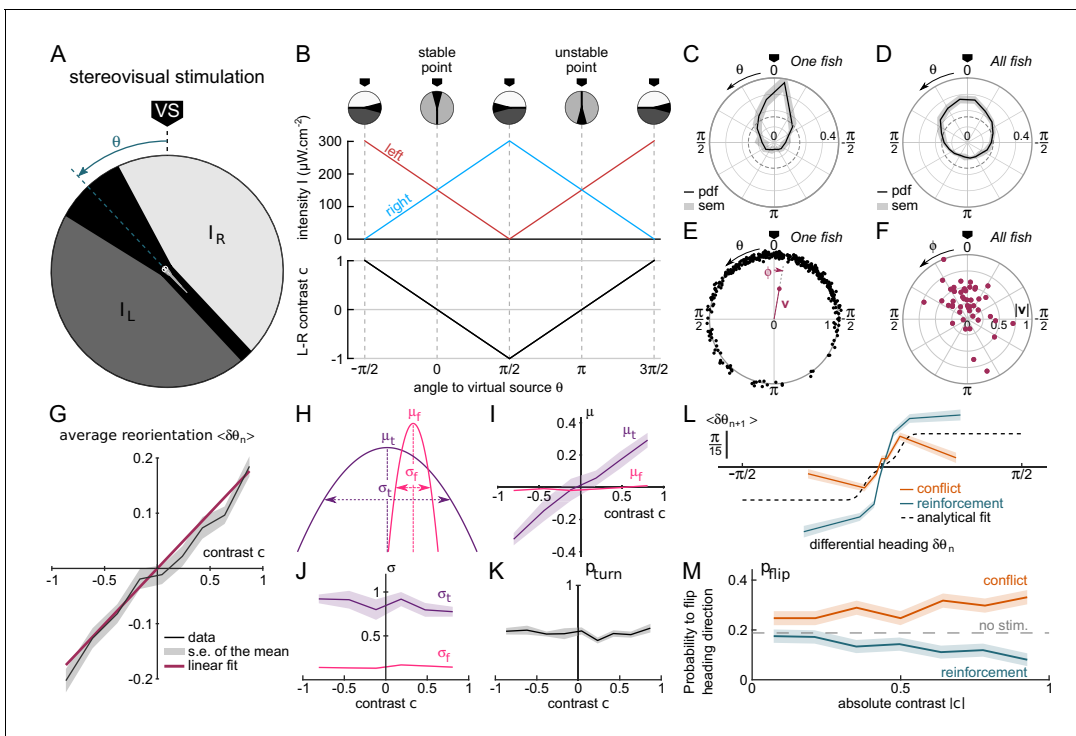 A
stereovisual stimulation
VS
θ
I_R
I_L
B
stable point
unstable point
intensity I (μW.cm⁻²)
300
200
100
0
left
right
L-R contrast c
1
0
-1
-π/2
0
π/2
π
3π/2
angle to virtual source θ
C
One fish
θ
0
π/2
-π/2
0
0.4
π
pdf
sem
D
All fish
θ
0
π/2
-π/2
0
0.4
π
pdf
sem
E
One fish
θ
0
ϕ
v
π/2
-π/2
0
1
π
F
All fish
ϕ
0
|v|
π/2
-π/2
0
0.5
1
π
G
average reorientation <δθ_n>
0.2
0.1
contrast c
-1
-0.5
0.5
1
-0.1
-0.2
data
s.e. of the mean
linear fit
H
μ_f
μ_t
σ_f
σ_t
I
μ
0.4
0.2
μ_t
μ_f
contrast c
-0.2
-0.4
J
σ
1
σ_t
0.5
σ_f
-0.5
0
0.5
contrast c
K
p_turn
1
-0.5
0
0.5
contrast c
L
<δθ_n+1>
π/15
-π/2
π/2
conflict
reinforcement
analytical fit
differential heading δθ_n
M
p_flip
Probability to flip
heading direction
0.4
0.2
0
conflict
no stim.
reinforcement
0
0.5
1
absolute contrast |c|